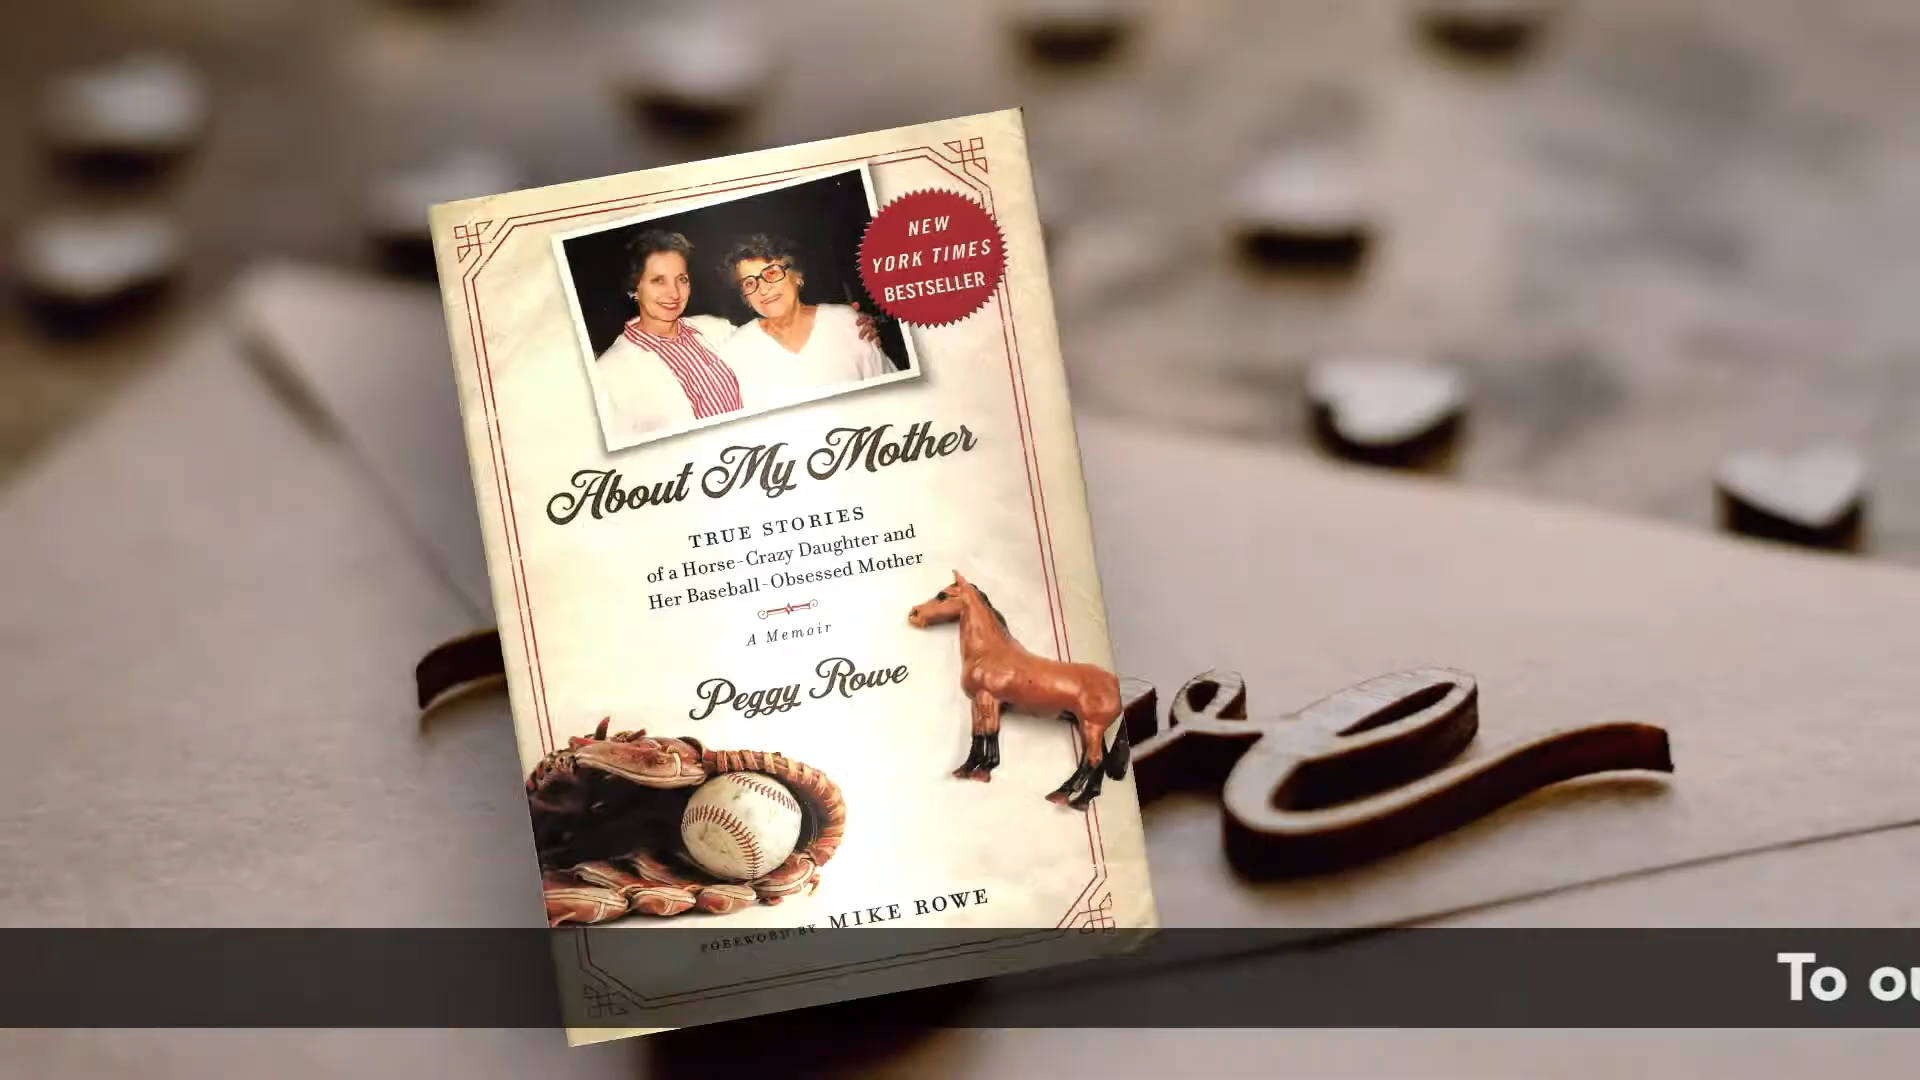 NEW
YORK TIMES
BESTSELLER
About My Mother
TRUE STORIES
of a Horse-Crazy Daughter and
Her Baseball-Obsessed Mother
A Memoir
Peggy Rowe
FOREWORD BY MIKE ROWE
To